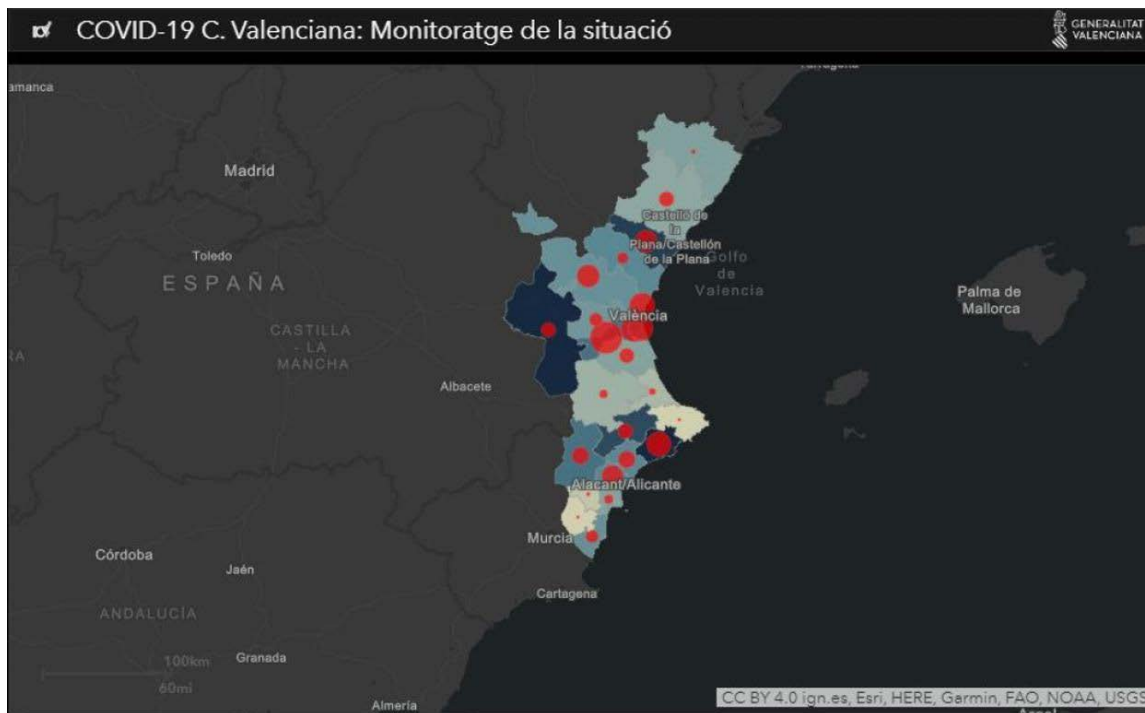 COVID-19 C. Valenciana: Monitoratge de la situació
GENERALITAT
VALENCIANA
amanca
Madrid
Castelló de
la
Plana/Castellón
de la Plana
Toledo
Golfo
de
Valencia
ESPAÑA
Palma de
Mallorca
València
CASTILLA
- LA
MANCHA
RA
Albacete
Alacant/Alicante
Murcia
Córdoba
Jaén
Cartagena
ANDALUCÍA
100km
Granada
60mi
Almería
CC BY 4.0 ign.es, Esri, HERE, Garmin, FAO, NOAA, USGS